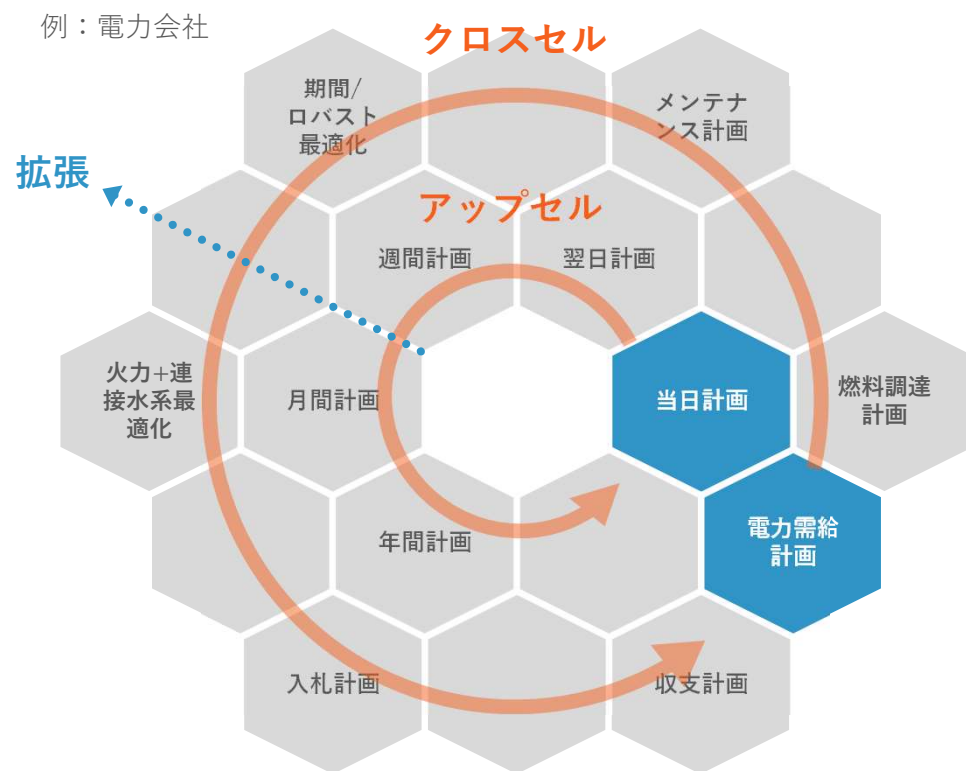 例：電力会社
クロスセル
期間/
ロバスト
最適化
メンテナ
ンス計画
拡張
アップセル
週間計画
翌日計画
火力+連
接水系最
適化
月間計画
当日計画
燃料調達
計画
年間計画
電力需給
計画
入札計画
収支計画